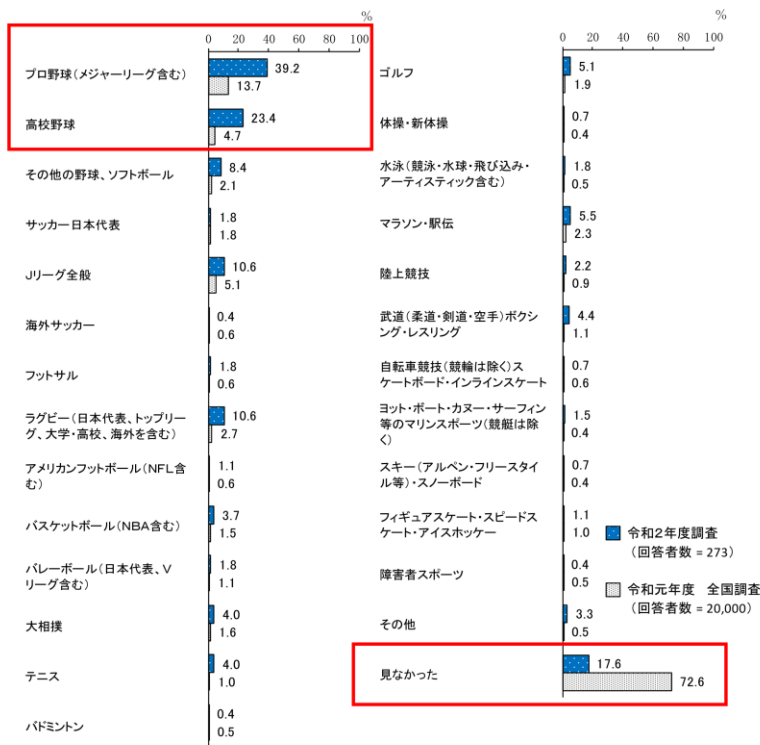 %
0 20 40 60 80 100
プロ野球(メジャーリーグ含む)
39.2
13.7
高校野球
23.4
4.7
その他の野球、ソフトボール
8.4
2.1
サッカー日本代表
1.8
1.8
Jリーグ全般
10.6
5.1
海外サッカー
0.4
0.6
フットサル
1.8
0.6
ラグビー(日本代表、トップリー
グ、大学・高校、海外を含む)
10.6
2.7
アメリカンフットボール(NFL含
む)
1.1
0.6
バスケットボール(NBA含む)
3.7
1.5
バレーボール(日本代表、V
リーグ含む)
1.8
1.1
大相撲
4.0
1.6
テニス
4.0
1.0
バドミントン
0.4
0.5
%
0 20 40 60 80 100
ゴルフ
5.1
1.9
体操・新体操
0.7
0.4
水泳(競泳・水球・飛び込み・
アーティスティック含む)
1.8
0.5
マラソン・駅伝
5.5
2.3
陸上競技
2.2
0.9
武道(柔道・剣道・空手)ボクシ
ング・レスリング
4.4
1.1
自転車競技(競輪は除く)ス
ケートボード・インラインスケート
0.7
0.6
ヨット・ボート・カヌー・サーフィン
等のマリンスポーツ(競艇は除
く)
1.5
0.4
スキー(アルペン・フリースタイ
ル等)・スノーボード
0.7
0.4
フィギュアスケート・スピードス
ケート・アイスホッケー
1.1
1.0
障害者スポーツ
0.4
0.5
その他
3.3
0.5
見なかった
17.6
72.6
令和2年度調査
(回答者数 = 273)
令和元年度 全国調査
(回答者数 = 20,000)